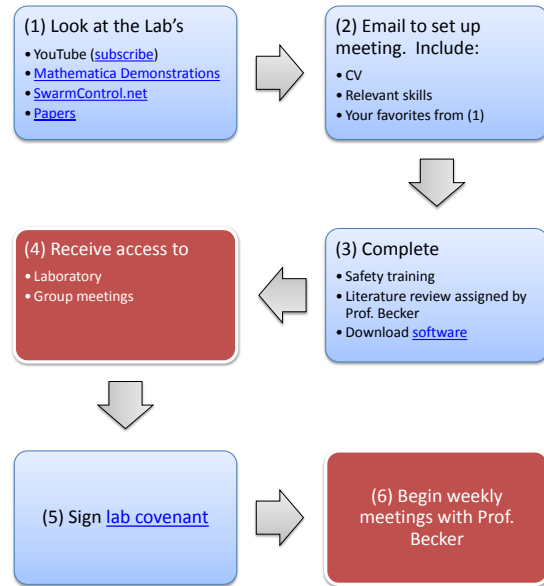 (1) Look at the Lab's
• YouTube (subscribe)
• Mathematica Demonstrations
• SwarmControl.net
• Papers
(2) Email to set up
meeting.  Include:
• CV
• Relevant skills
• Your favorites from (1)
(3) Complete
• Safety training
• Literature review assigned by
Prof. Becker
• Download software
(4) Receive access to
• Laboratory
• Group meetings
(5) Sign lab covenant
(6) Begin weekly
meetings with Prof.
Becker